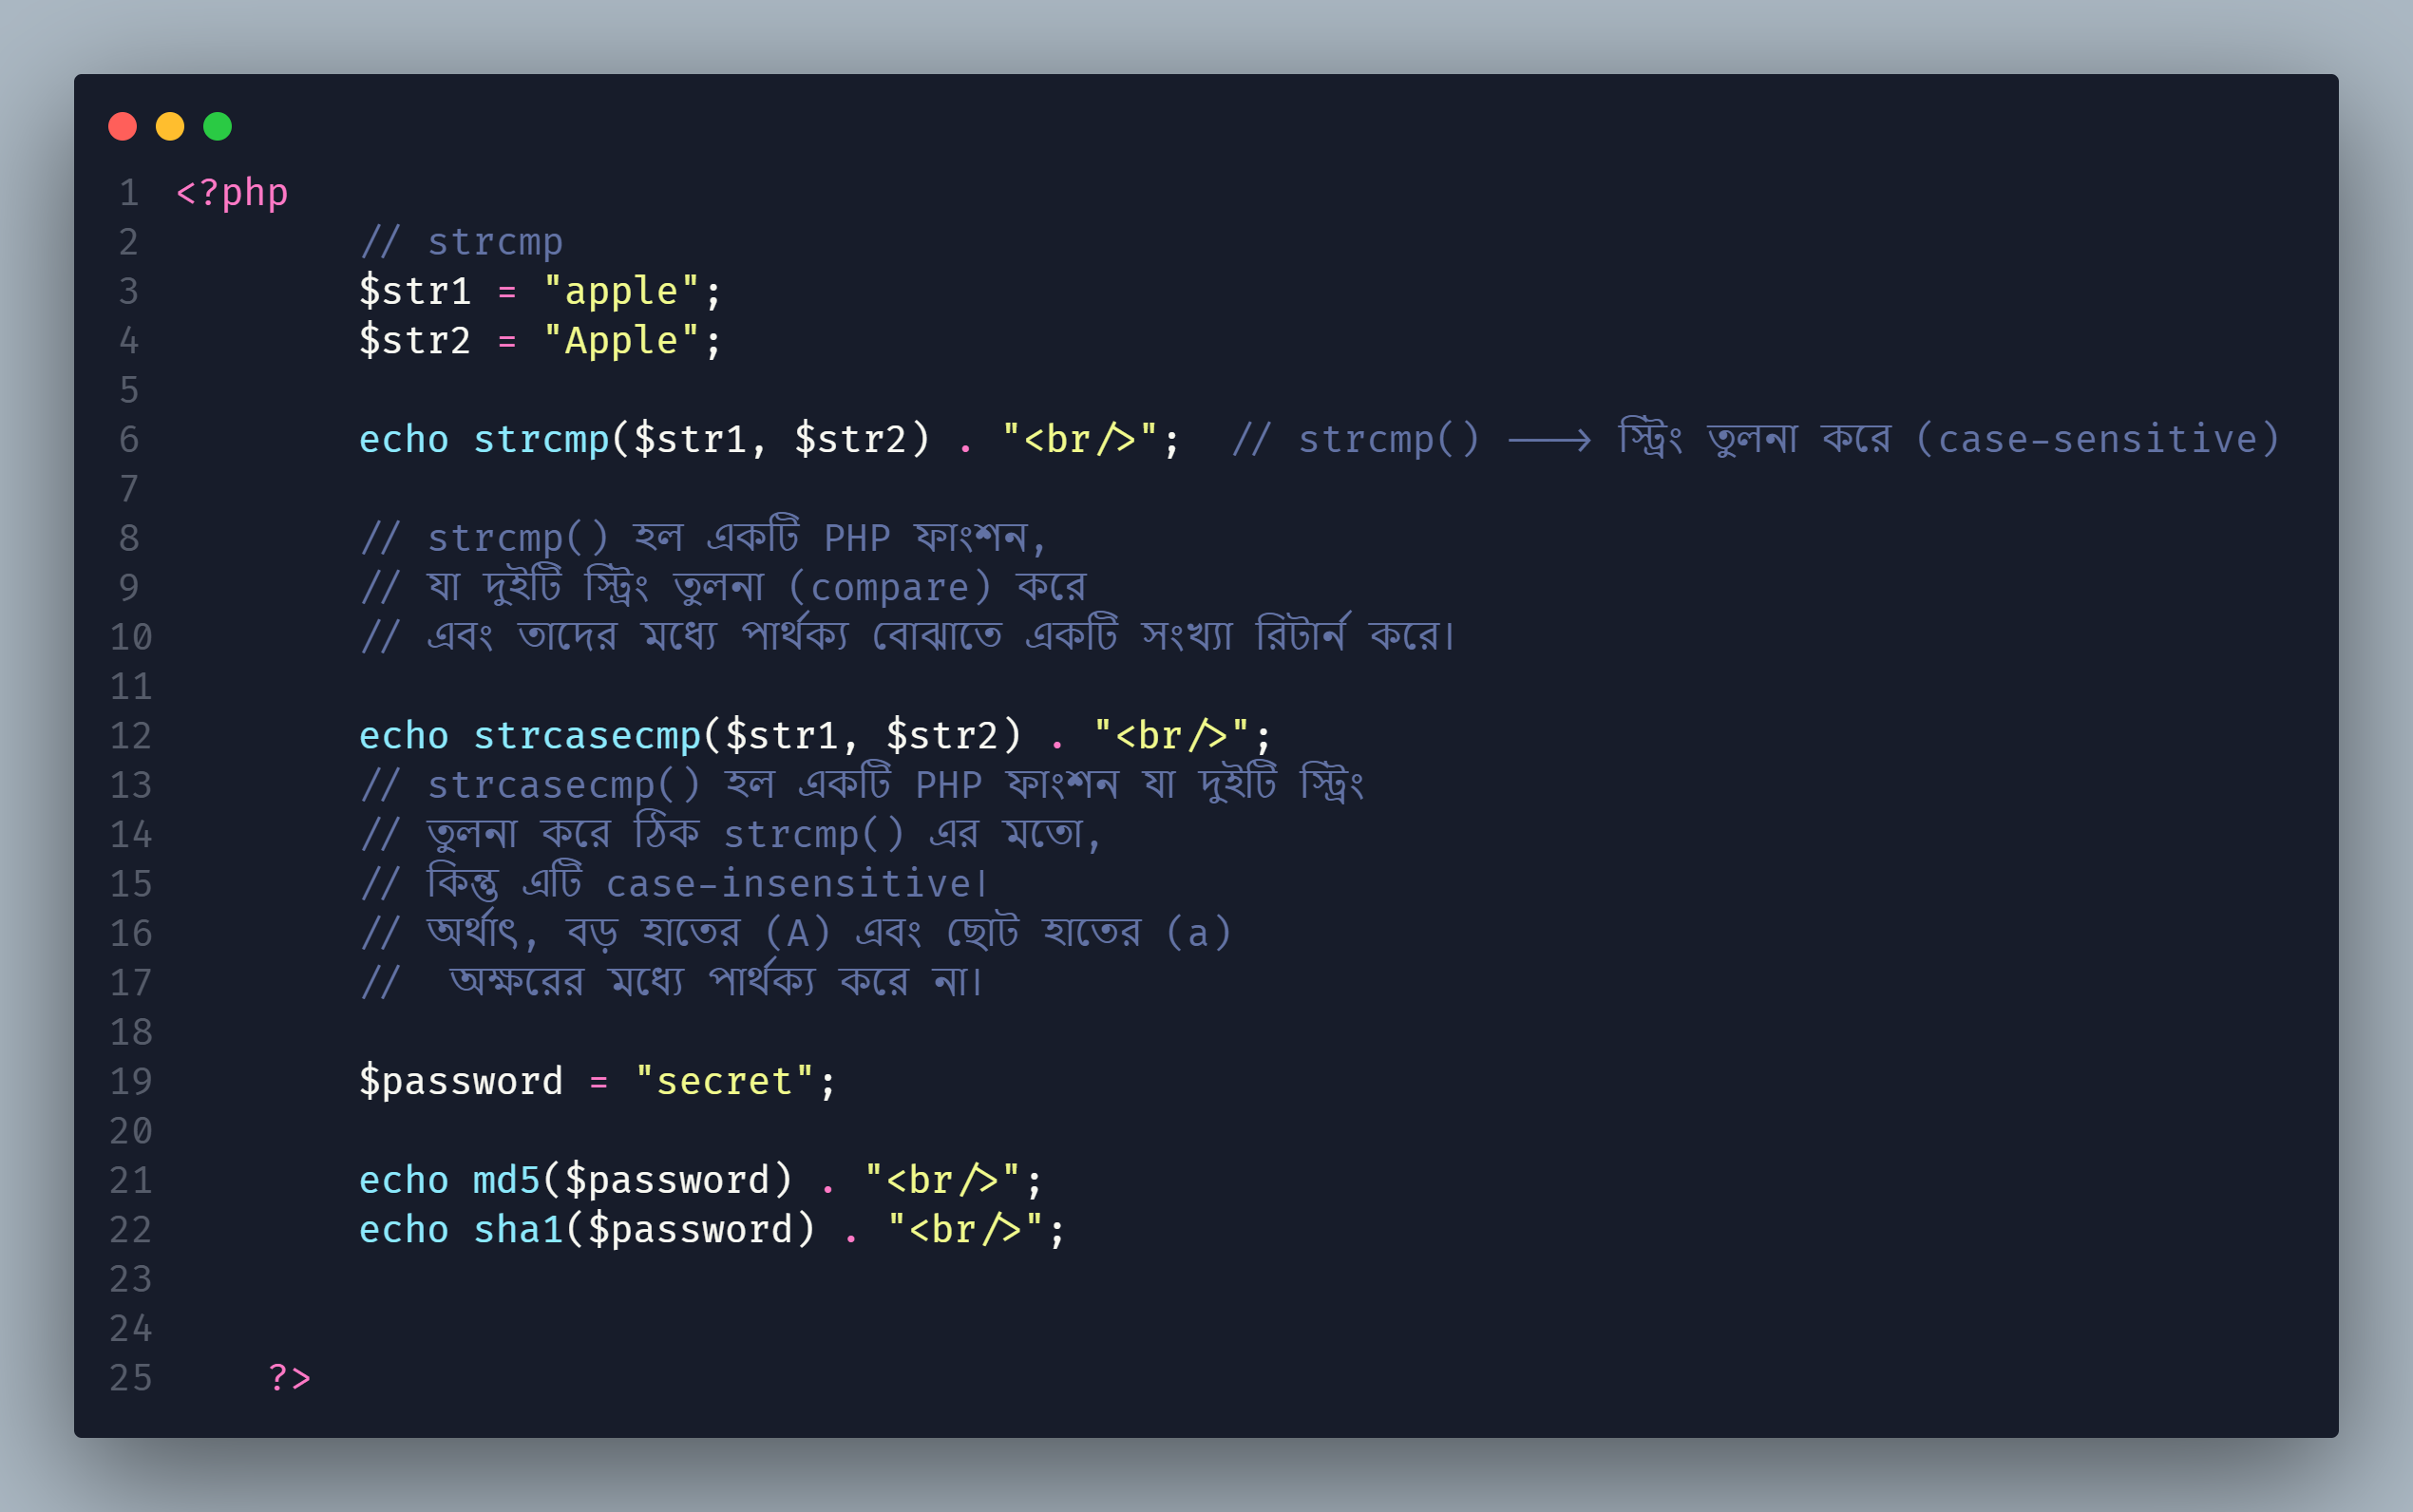 1 <?php
2 // strcmp
3 $str1 = "apple";
4 $str2 = "Apple";
5
6 echo strcmp($str1, $str2) . "<br/>"; // strcmp() ---> স্ট্রিং তুলনা করে (case-sensitive)
7
8 // strcmp() হল একটি PHP ফাংশন,
9 // যা দুইটি স্ট্রিং তুলনা (compare) করে
10 // এবং তাদের মধ্যে পার্থক্য বোঝাতে একটি সংখ্যা রিটার্ন করে।
11
12 echo strcasecmp($str1, $str2) . "<br/>";
13 // strcasecmp() হল একটি PHP ফাংশন যা দুইটি স্ট্রিং
14 // তুলনা করে ঠিক strcmp() এর মতো,
15 // কিন্তু এটি case-insensitive।
16 // অর্থাৎ, বড় হাতের (A) এবং ছোট হাতের (a)
17 // অক্ষরের মধ্যে পার্থক্য করে না।
18
19 $password = "secret";
20
21 echo md5($password) . "<br/>";
22 echo sha1($password) . "<br/>";
23
24
25 ?>